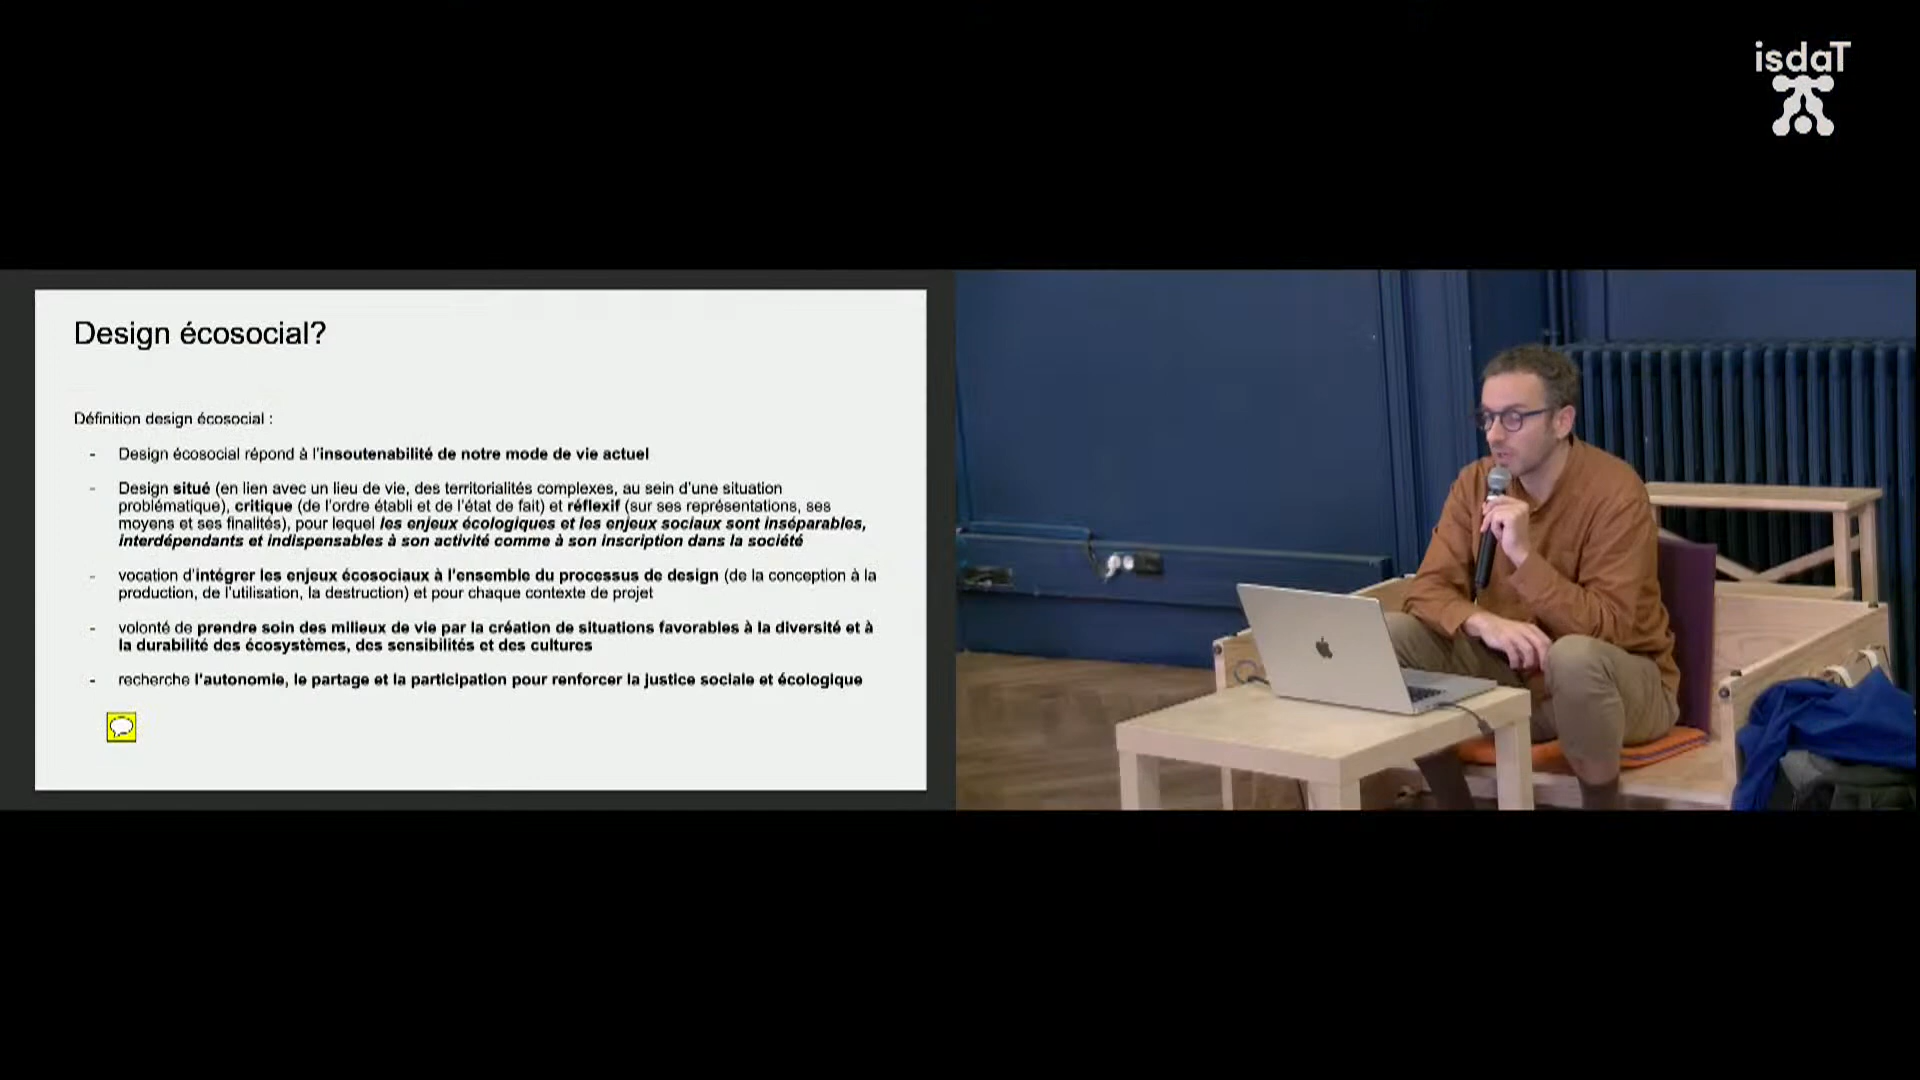 isdaT
Design écosocial?
Définition design écosocial :
- Design écosocial répond à l'insoutenabilité de notre mode de vie actuel
- Design situé (en lien avec un lieu de vie, des territorialités complexes, au sein d'une situation
problématique), critique (de l'ordre établi et de l'état de fait) et réflexif (sur ses représentations, ses
moyens et ses finalités), pour lequel les enjeux écologiques et les enjeux sociaux sont inséparables,
interdépendants et indispensables à son activité comme à son inscription dans la société
- vocation d'intégrer les enjeux écosociaux à l'ensemble du processus de design (de la conception à la
production, de l'utilisation, la destruction) et pour chaque contexte de projet
- volonté de prendre soin des milieux de vie par la création de situations favorables à la diversité et à
la durabilité des écosystèmes, des sensibilités et des cultures
- recherche l'autonomie, le partage et la participation pour renforcer la justice sociale et écologique